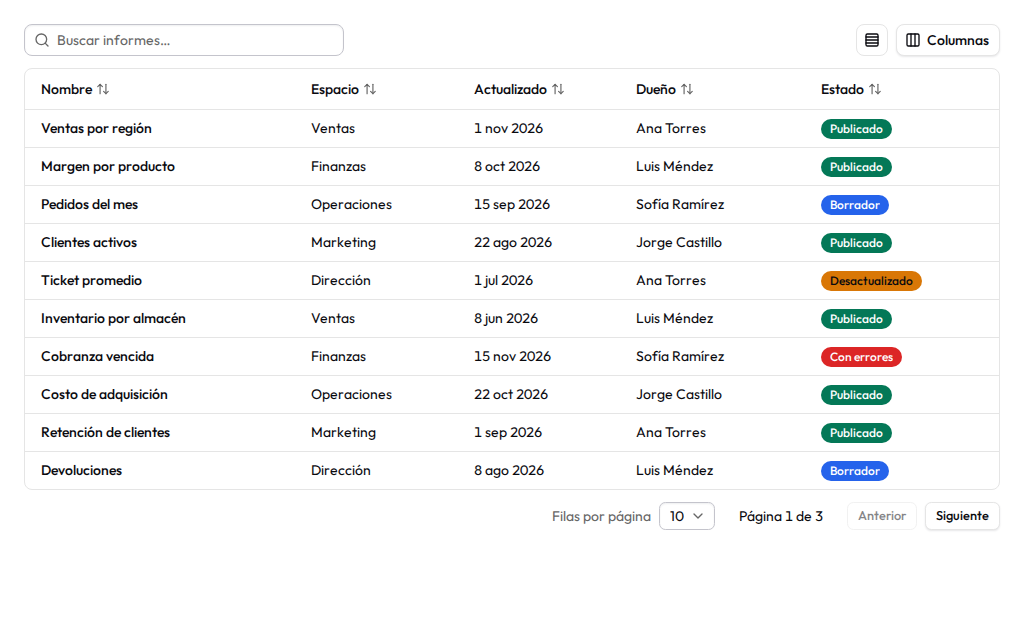 Buscar informes...
Columnas
Nombre Espacio Actualizado Dueño Estado
Ventas por región Ventas 1 nov 2026 Ana Torres Publicado
Margen por producto Finanzas 8 oct 2026 Luis Méndez Publicado
Pedidos del mes Operaciones 15 sep 2026 Sofía Ramírez Borrador
Clientes activos Marketing 22 ago 2026 Jorge Castillo Publicado
Ticket promedio Dirección 1 jul 2026 Ana Torres Desactualizado
Inventario por almacén Ventas 8 jun 2026 Luis Méndez Publicado
Cobranza vencida Finanzas 15 nov 2026 Sofía Ramírez Con errores
Costo de adquisición Operaciones 22 oct 2026 Jorge Castillo Publicado
Retención de clientes Marketing 1 sep 2026 Ana Torres Publicado
Devoluciones Dirección 8 ago 2026 Luis Méndez Borrador
Filas por página 10 Página 1 de 3 Anterior Siguiente